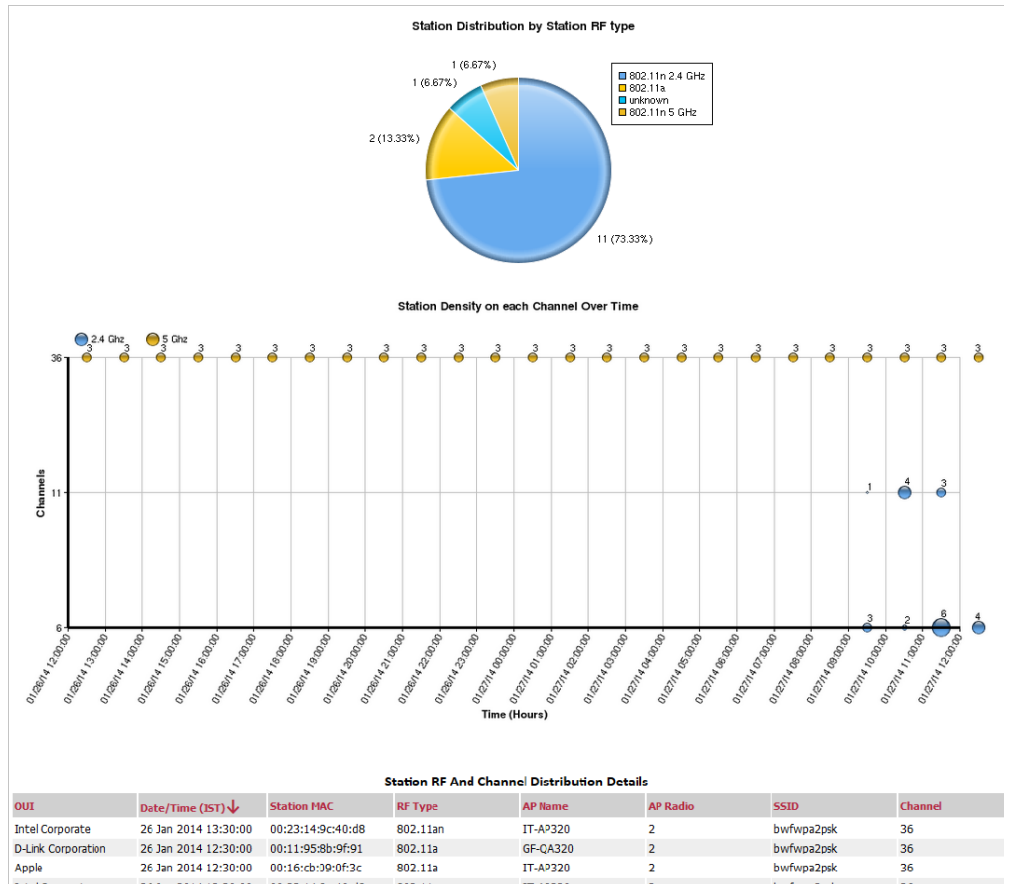 Station Distribution by Station RF type
1 (6.67%)
1 (6.67%)
2 (13.33%)
11 (73.33%)
802.11n 2.4 GHz
802.11a
unknown
802.11n 5 GHz
Station Density on each Channel Over Time
2.4 Ghz 5 Ghz
3 3 3 3 3 3 3 3 3 3 3 3 3 3 3 3 3 3 3 3 3 3 3 3 3
36
Channels
11
1 4 3
6
3 2 6 4
01/26/14 12:00:00
01/26/14 13:00:00
01/26/14 14:00:00
01/26/14 15:00:00
01/26/14 16:00:00
01/26/14 17:00:00
01/26/14 18:00:00
01/26/14 19:00:00
01/26/14 20:00:00
01/26/14 21:00:00
01/26/14 22:00:00
01/26/14 23:00:00
01/27/14 00:00:00
01/27/14 01:00:00
01/27/14 02:00:00
01/27/14 03:00:00
01/27/14 04:00:00
01/27/14 05:00:00
01/27/14 06:00:00
01/27/14 07:00:00
01/27/14 08:00:00
01/27/14 09:00:00
01/27/14 10:00:00
01/27/14 11:00:00
01/27/14 12:00:00
Time (Hours)
Station RF And Channel Distribution Details
OUI Date/Time (IST) Station MAC RF Type AP Name AP Radio SSID Channel
Intel Corporate 26 Jan 2014 13:30:00 00:23:14:9c:40:d8 802.11an IT-AP320 2 bwfwpa2psk 36
D-Link Corporation 26 Jan 2014 12:30:00 00:11:95:8b:9f:91 802.11a GF-QA320 2 bwfwpa2psk 36
Apple 26 Jan 2014 12:30:00 00:16:cb:09:0f:3c 802.11a IT-AP320 2 bwfwpa2psk 36